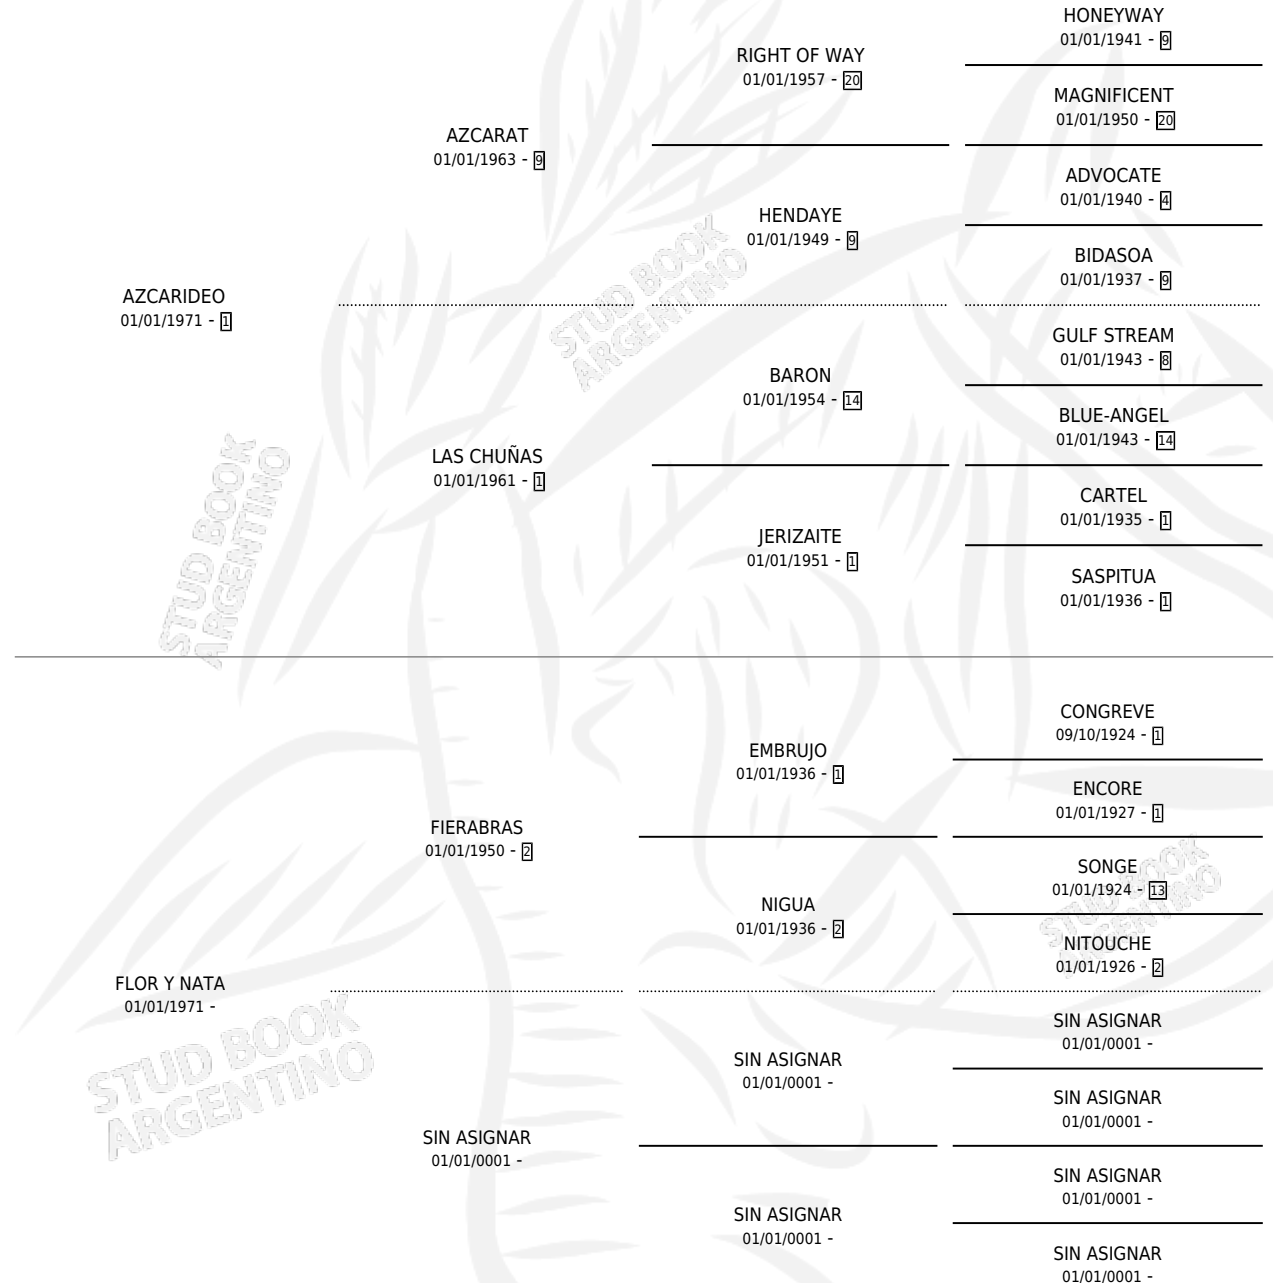 HONEYWAY
01/01/1941 - 9
RIGHT OF WAY
01/01/1957 - 20
MAGNIFICENT
01/01/1950 - 20
AZCARAT
01/01/1963 - 9
ADVOCATE
01/01/1940 - 4
HENDAYE
01/01/1949 - 9
BIDASOA
01/01/1937 - 9
AZCARIDEO
01/01/1971 - 1
GULF STREAM
01/01/1943 - 8
BARON
01/01/1954 - 14
BLUE-ANGEL
01/01/1943 - 14
LAS CHUÑAS
01/01/1961 - 1
CARTEL
01/01/1935 - 1
JERIZAITE
01/01/1951 - 1
SASPITUA
01/01/1936 - 1
STUD BOOK
ARGENTINO
STUD BOOK
ARGENTINO
CONGREVE
09/10/1924 - 1
EMBRUJO
01/01/1936 - 1
ENCORE
01/01/1927 - 1
FIERABRAS
01/01/1950 - 2
SONGE
01/01/1924 - 13
NIGUA
01/01/1936 - 2
NITOUCHE
01/01/1926 - 2
FLOR Y NATA
01/01/1971 -
SIN ASIGNAR
01/01/0001 -
SIN ASIGNAR
01/01/0001 -
SIN ASIGNAR
01/01/0001 -
SIN ASIGNAR
01/01/0001 -
SIN ASIGNAR
01/01/0001 -
SIN ASIGNAR
01/01/0001 -
SIN ASIGNAR
01/01/0001 -
STUD BOOK
ARGENTINO
STUD BOOK
ARGENTINO